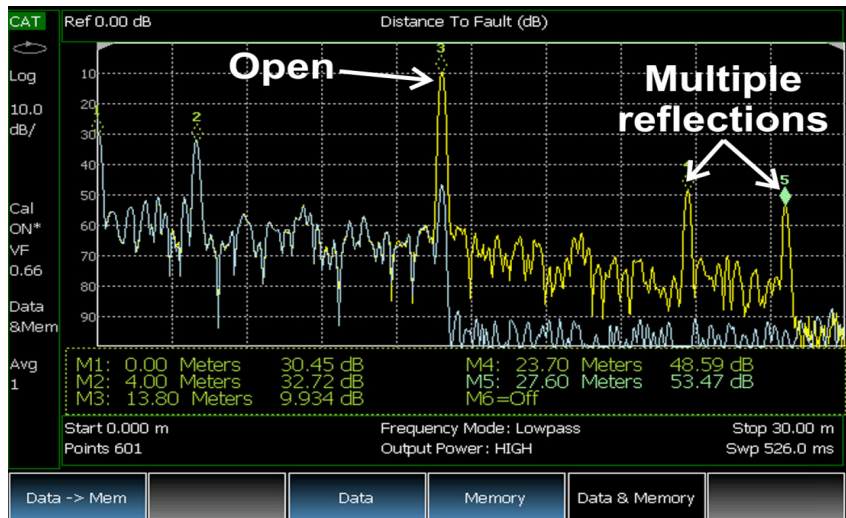 CAT Ref 0.00 dB Distance To Fault (dB)
Log
10.0
dB/
Cal
ON*
VF
0.66
Data
&Mem
Avg
1
3
Open
Multiple
reflections
1
2
5
10
20
30
40
50
60
70
80
90
M1: 0.00 Meters 30.45 dB M4: 23.70 Meters 48.59 dB
M2: 4.00 Meters 32.72 dB M5: 27.60 Meters 53.47 dB
M3: 13.80 Meters 9.934 dB M6=Off
Start 0.000 m Frequency Mode: Lowpass Stop 30.00 m
Points 601 Output Power: HIGH Swp 526.0 ms
Data -> Mem Data Memory Data & Memory